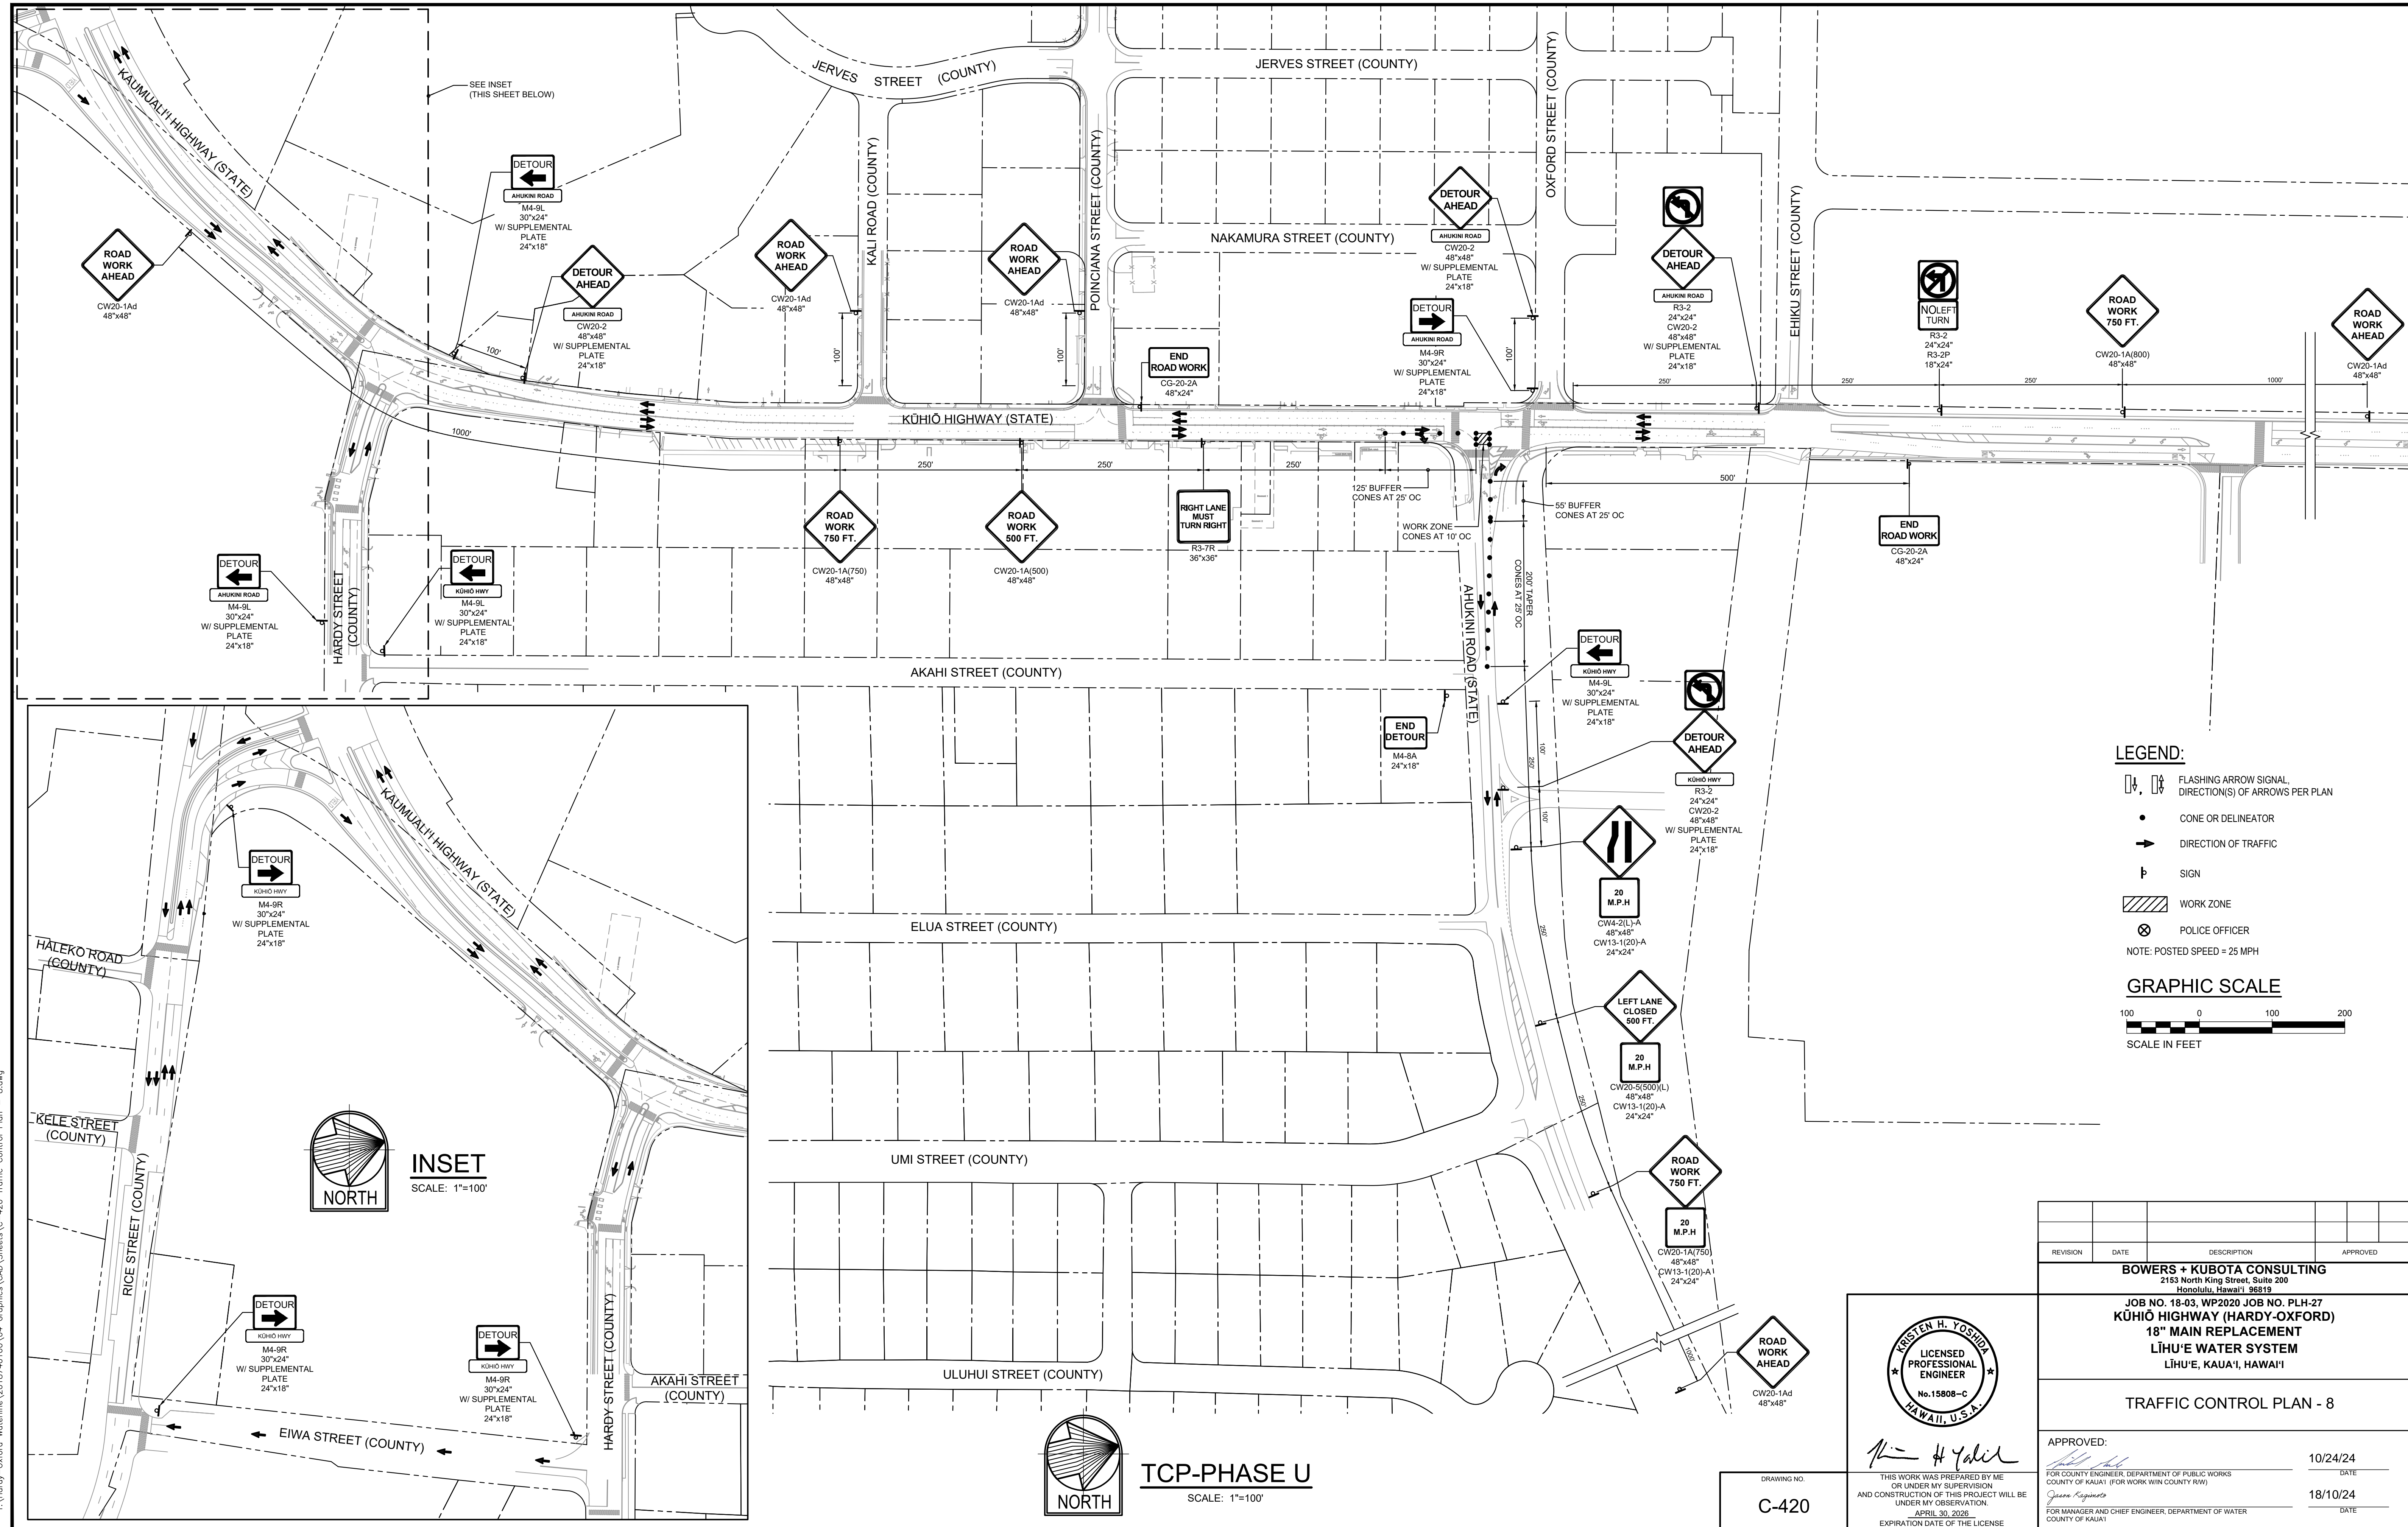 KAUMUALI'I HIGHWAY (STATE)
SEE INSET
(THIS SHEET BELOW)
JERVES STREET (COUNTY)
JERVES STREET (COUNTY)
OXFORD STREET (COUNTY)
EHIKU STREET (COUNTY)
KALI ROAD (COUNTY)
POINCIANA STREET (COUNTY)
NAKAMURA STREET (COUNTY)
ROAD
WORK
AHEAD
CW20-1Ad
48"x48"
DETOUR
AHUKINI ROAD
M4-9L
30"x24"
W/ SUPPLEMENTAL
PLATE
24"x18"
DETOUR
AHEAD
AHUKINI ROAD
CW20-2
48"x48"
W/ SUPPLEMENTAL
PLATE
24"x18"
100'
ROAD
WORK
AHEAD
CW20-1Ad
48"x48"
100'
ROAD
WORK
AHEAD
CW20-1Ad
48"x48"
100'
END
ROAD WORK
CG-20-2A
48"x24"
DETOUR
AHEAD
AHUKINI ROAD
CW20-2
48"x48"
W/ SUPPLEMENTAL
PLATE
24"x18"
DETOUR
AHUKINI ROAD
M4-9R
30"x24"
W/ SUPPLEMENTAL
PLATE
24"x18"
100'
DETOUR
AHEAD
AHUKINI ROAD
R3-2
24"x24"
CW20-2
48"x48"
W/ SUPPLEMENTAL
PLATE
24"x18"
NO LEFT
TURN
R3-2
24"x24"
R3-2P
18"x24"
ROAD
WORK
750 FT.
CW20-1A(800)
48"x48"
ROAD
WORK
AHEAD
CW20-1Ad
48"x48"
250'
250'
250'
1000'
KŪHIŌ HIGHWAY (STATE)
1000'
250'
250'
250'
500'
ROAD
WORK
750 FT.
CW20-1A(750)
48"x48"
ROAD
WORK
500 FT.
CW20-1A(500)
48"x48"
RIGHT LANE
MUST
TURN RIGHT
R3-7R
36"x36"
125' BUFFER
CONES AT 25' OC
WORK ZONE
CONES AT 10' OC
55' BUFFER
CONES AT 25' OC
200' TAPER
CONES AT 25' OC
END
ROAD WORK
CG-20-2A
48"x24"
DETOUR
AHUKINI ROAD
M4-9L
30"x24"
W/ SUPPLEMENTAL
PLATE
24"x18"
HARDY STREET
(COUNTY)
DETOUR
KŪHIŌ HWY
M4-9L
30"x24"
W/ SUPPLEMENTAL
PLATE
24"x18"
AKAHI STREET (COUNTY)
AHUKINI ROAD (STATE)
DETOUR
KŪHIŌ HWY
M4-9L
30"x24"
W/ SUPPLEMENTAL
PLATE
24"x18"
END
DETOUR
M4-8A
24"x18"
DETOUR
AHEAD
KŪHIŌ HWY
R3-2
24"x24"
CW20-2
48"x48"
W/ SUPPLEMENTAL
PLATE
24"x18"
100'
250'
100'
20
M.P.H
CW4-2(L)-A
48"x48"
CW13-1(20)-A
24"x24"
250'
LEFT LANE
CLOSED
500 FT.
20
M.P.H
CW20-5(500)(L)
48"x48"
CW13-1(20)-A
24"x24"
250'
ROAD
WORK
750 FT.
20
M.P.H
CW20-1A(750)
48"x48"
CW13-1(20)-A
24"x24"
1000'
ROAD
WORK
AHEAD
CW20-1Ad
48"x48"
ELUA STREET (COUNTY)
UMI STREET (COUNTY)
ULUHUI STREET (COUNTY)
NORTH
TCP-PHASE U
SCALE: 1"=100'
KAUMUALI'I HIGHWAY (STATE)
DETOUR
KŪHIŌ HWY
M4-9R
30"x24"
W/ SUPPLEMENTAL
PLATE
24"x18"
HALEKO ROAD
(COUNTY)
KELE STREET
(COUNTY)
RICE STREET (COUNTY)
NORTH
INSET
SCALE: 1"=100'
DETOUR
KŪHIŌ HWY
M4-9R
30"x24"
W/ SUPPLEMENTAL
PLATE
24"x18"
DETOUR
KŪHIŌ HWY
M4-9R
30"x24"
W/ SUPPLEMENTAL
PLATE
24"x18"
HARDY STREET (COUNTY)
AKAHI STREET
(COUNTY)
EIWA STREET (COUNTY)
LEGEND:
FLASHING ARROW SIGNAL,
DIRECTION(S) OF ARROWS PER PLAN
CONE OR DELINEATOR
DIRECTION OF TRAFFIC
SIGN
WORK ZONE
POLICE OFFICER
NOTE: POSTED SPEED = 25 MPH
GRAPHIC SCALE
100 0 100 200
SCALE IN FEET
REVISION DATE DESCRIPTION APPROVED
BOWERS + KUBOTA CONSULTING
2153 North King Street, Suite 200
Honolulu, Hawai'i 96819
JOB NO. 18-03, WP2020 JOB NO. PLH-27
KŪHIŌ HIGHWAY (HARDY-OXFORD)
18" MAIN REPLACEMENT
LĪHU'E WATER SYSTEM
LĪHU'E, KAUA'I, HAWAI'I
TRAFFIC CONTROL PLAN - 8
APPROVED:
10/24/24
FOR COUNTY ENGINEER, DEPARTMENT OF PUBLIC WORKS
COUNTY OF KAUA'I (FOR WORK W/IN COUNTY R/W)
DATE
Jason Kagimoto
18/10/24
FOR MANAGER AND CHIEF ENGINEER, DEPARTMENT OF WATER
COUNTY OF KAUA'I
DATE
KRISTEN H. YOSHIDA
LICENSED
PROFESSIONAL
ENGINEER
No.15808-C
HAWAII, U.S.A.
THIS WORK WAS PREPARED BY ME
OR UNDER MY SUPERVISION
AND CONSTRUCTION OF THIS PROJECT WILL BE
UNDER MY OBSERVATION.
APRIL 30, 2026
EXPIRATION DATE OF THE LICENSE
DRAWING NO.
C-420